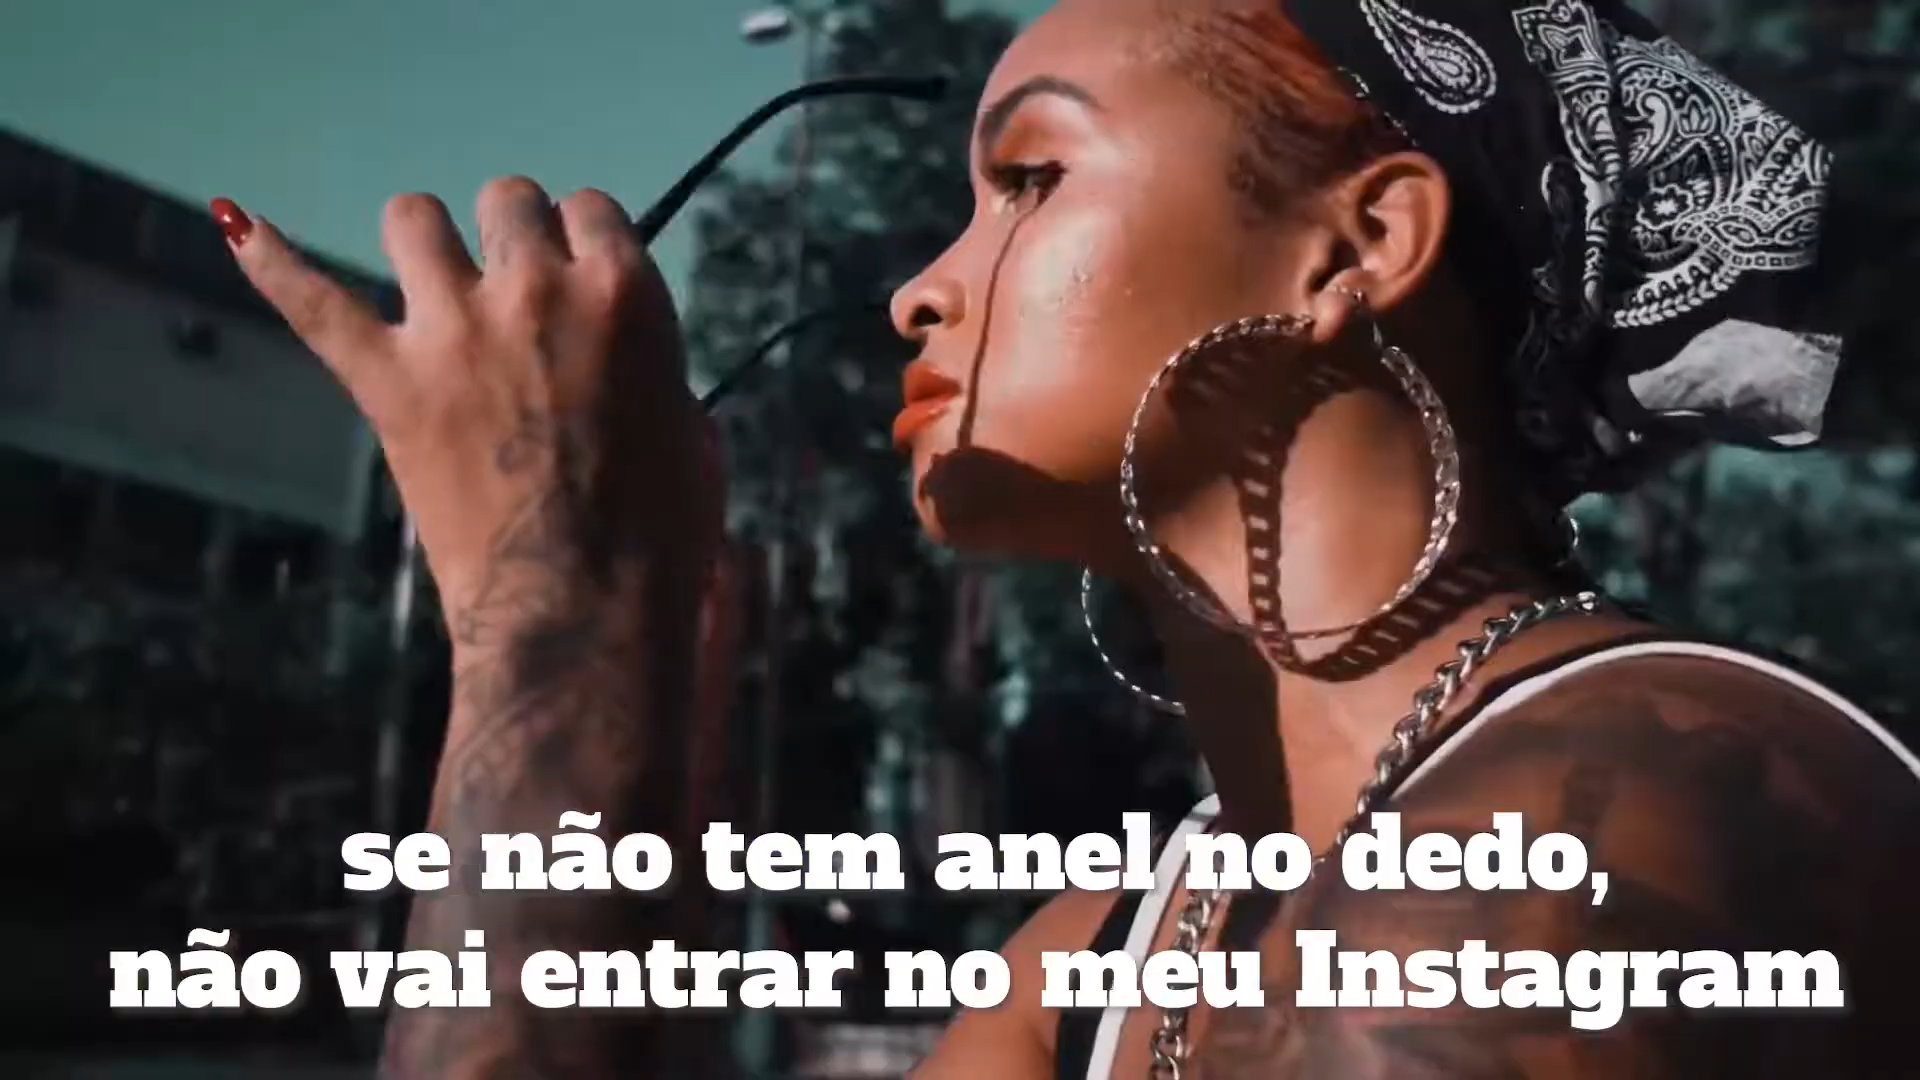 se não tem anel no dedo,
não vai entrar no meu Instagram